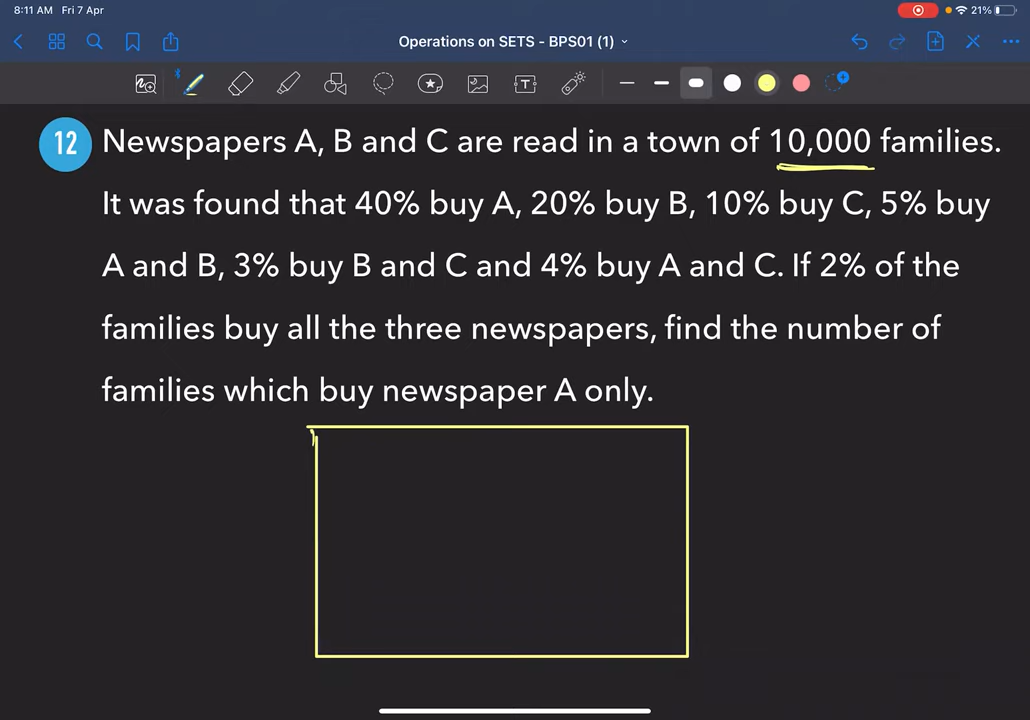 8:11 AM Fri 7 Apr
21%
Operations on SETS - BPS01 (1)
T
12 Newspapers A, B and C are read in a town of 10,000 families.
It was found that 40% buy A, 20% buy B, 10% buy C, 5% buy
A and B, 3% buy B and C and 4% buy A and C. If 2% of the
families buy all the three newspapers, find the number of
families which buy newspaper A only.